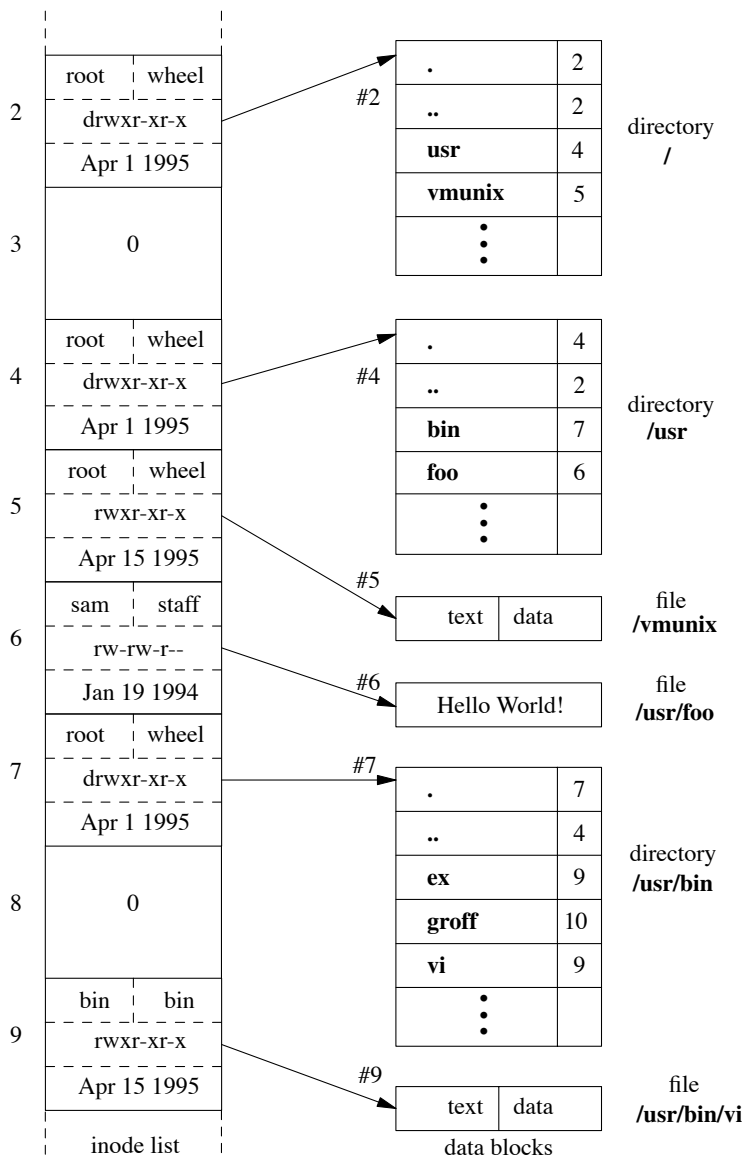 root wheel
2
drwxr-xr-x
Apr 1 1995
3
0
root wheel
4
drwxr-xr-x
Apr 1 1995
root wheel
5
rwxr-xr-x
Apr 15 1995
sam staff
6
rw-rw-r--
Jan 19 1994
root wheel
7
drwxr-xr-x
Apr 1 1995
8
0
bin bin
9
rwxr-xr-x
Apr 15 1995
inode list
#2
. 2
.. 2
usr 4
vmunix 5
directory
/
#4
. 4
.. 2
bin 7
foo 6
directory
/usr
#5
text data
file
/vmunix
#6
Hello World!
file
/usr/foo
#7
. 7
.. 4
ex 9
groff 10
vi 9
directory
/usr/bin
#9
text data
file
/usr/bin/vi
data blocks